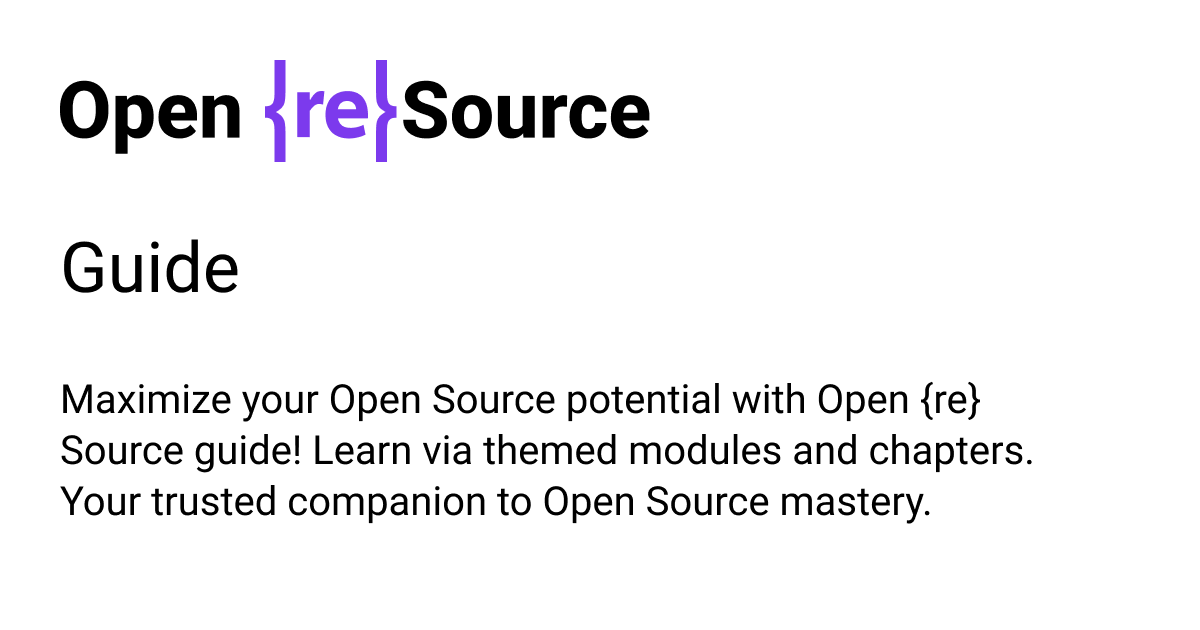 Open {re}Source
Guide
Maximize your Open Source potential with Open {re}
Source guide! Learn via themed modules and chapters.
Your trusted companion to Open Source mastery.